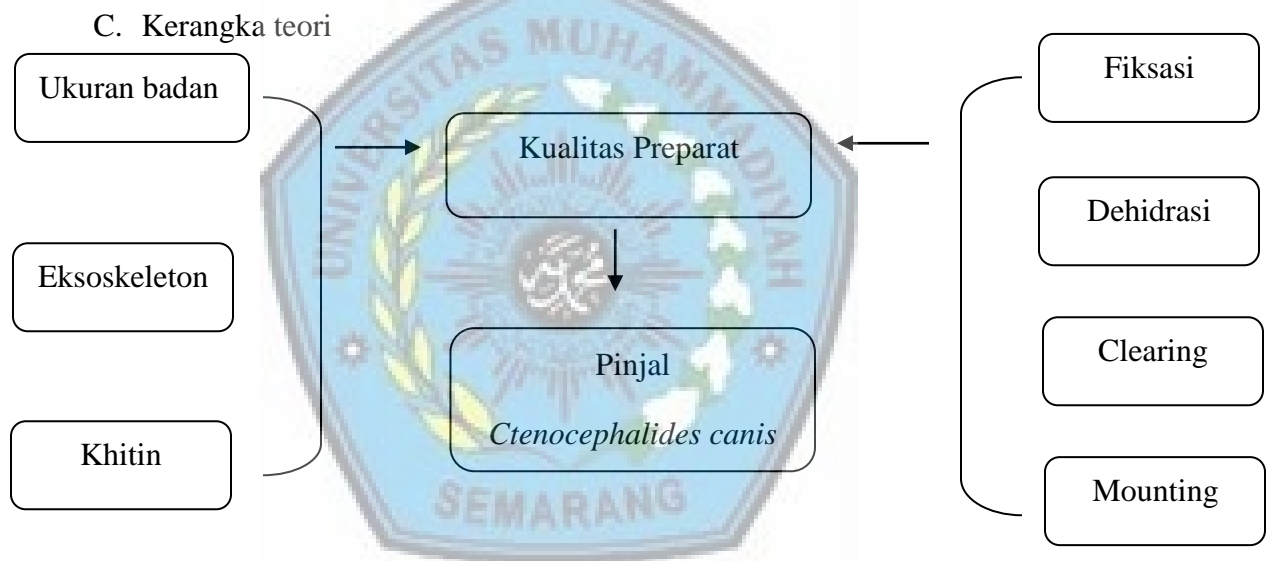 C. Kerangka teori
Ukuran badan
Eksoskeleton
Khitin
Kualitas Preparat
Pinjal
Ctenocephalides canis
Fiksasi
Dehidrasi
Clearing
Mounting
UNIVERSITAS MUHAMMADIYAH
SEMARANG